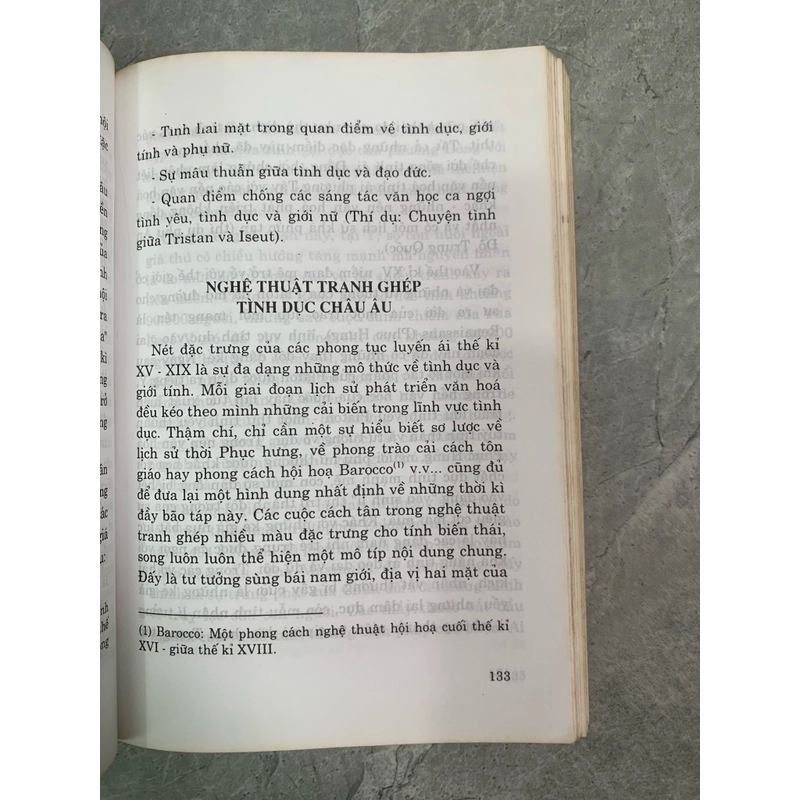 - Tính hai mặt trong quan điểm về tình dục, giới
tính và phụ nữ.
- Sự mâu thuẫn giữa tình dục và đạo đức.
- Quan điểm chống các sáng tác văn học ca ngợi
tình yêu, tình dục và giới nữ (Thí dụ: Chuyện tình
giữa Tristan và Iseut).
NGHỆ THUẬT TRANH GHÉP
TÌNH DỤC CHÂU ÂU
Nét đặc trưng của các phong tục luyến ái thế kỉ
XV - XIX là sự đa dạng những mô thức về tình dục và
giới tính. Mỗi giai đoạn lịch sử phát triển văn hoá
đều kéo theo mình những cải biến trong lĩnh vực tình
dục. Thậm chí, chỉ cần một sự hiểu biết sơ lược về
lịch sử thời Phục hưng, về phong trào cải cách tôn
giáo hay phong cách hội hoạ Barocco(1) v.v... cũng đủ
để đưa lại một hình dung nhất định về những thời kì
đầy bão táp này. Các cuộc cách tân trong nghệ thuật
tranh ghép nhiều màu đặc trưng cho tính biến thái,
song luôn luôn thể hiện một mô típ nội dung chung.
Đấy là tư tưởng sùng bái nam giới, địa vị hai mặt của
(1) Barocco: Một phong cách nghệ thuật hội hoạ cuối thế kỉ
XVI - giữa thế kỉ XVIII.
133